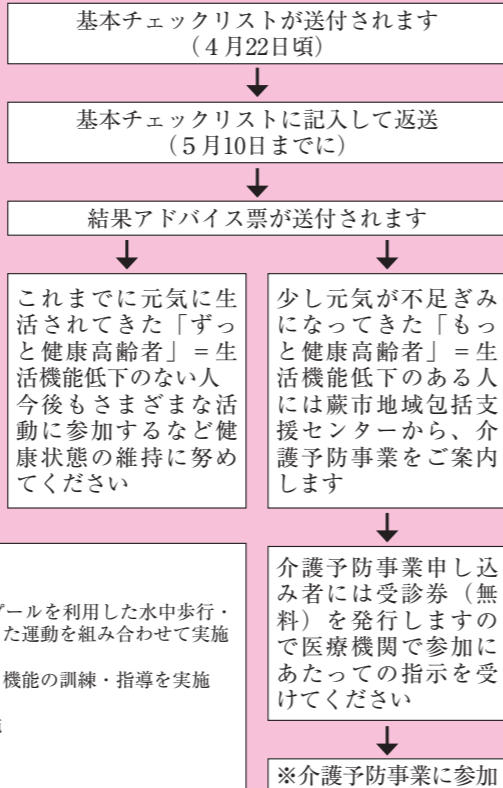 基本チェックリストが送付されます
(４月22日頃)
基本チェックリストに記入して返送
(５月10日までに)
結果アドバイス票が送付されます
これまでに元気に生
活されてきた「ずっ
と健康高齢者」＝生
活機能低下のない人
今後もさまざまな活
動に参加するなど健
康状態の維持に努め
てください
少し元気が不足ぎみ
になってきた「もっ
と健康高齢者」＝生
活機能低下のある人
には蕨市地域包括支
援センターから、介
護予防事業をご案内
します
プールを利用した水中歩行・
た運動を組み合わせて実施
機能の訓練・指導を実施
介護予防事業申し込
み者には受診券（無
料）を発行しますの
で医療機関で参加に
あたっての指示を受
けてください
※介護予防事業に参加